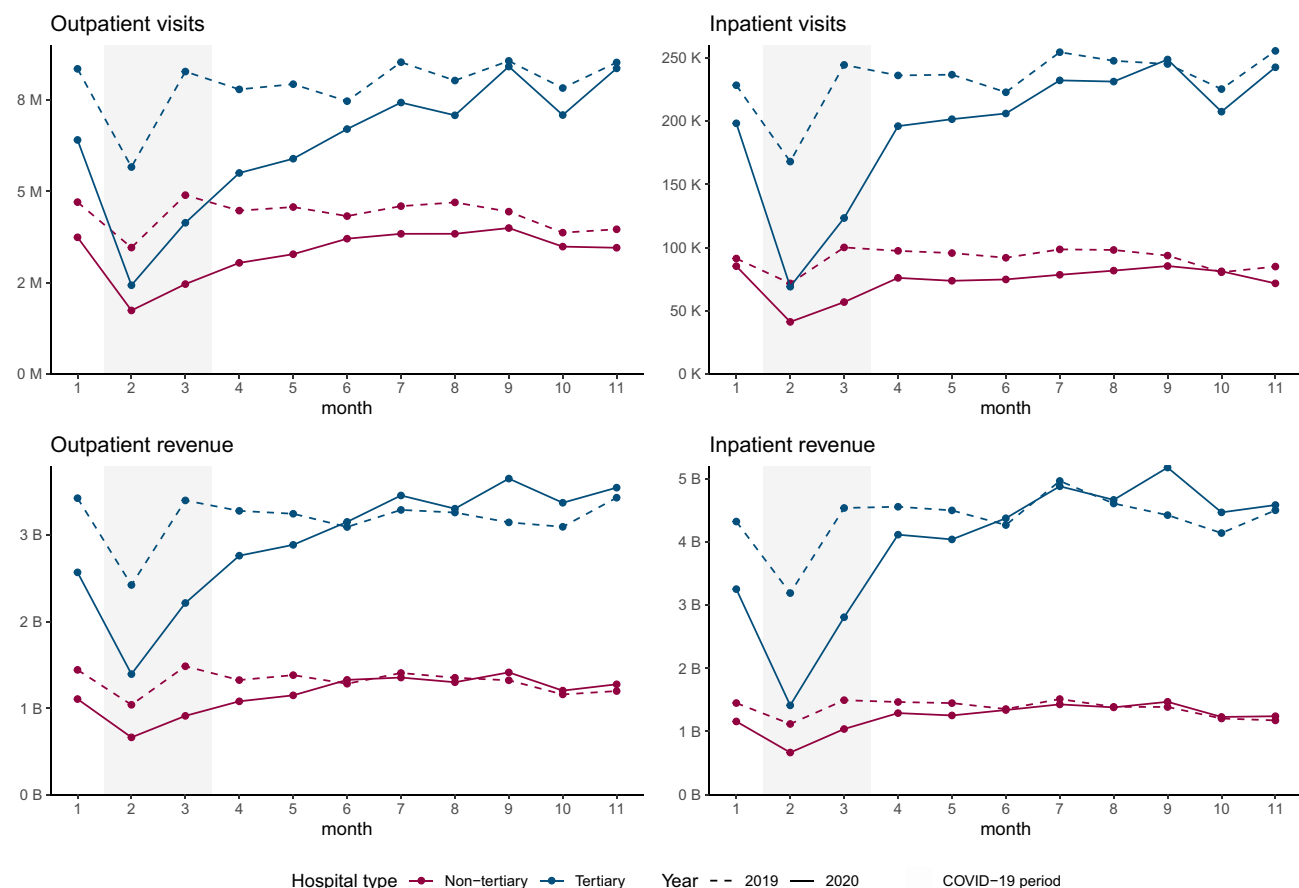 Outpatient visits
8 M
5 M
2 M
0 M
1 2 3 4 5 6 7 8 9 10 11
month
Inpatient visits
250 K
200 K
150 K
100 K
50 K
0 K
1 2 3 4 5 6 7 8 9 10 11
month
Outpatient revenue
3 B
2 B
1 B
0 B
1 2 3 4 5 6 7 8 9 10 11
month
Inpatient revenue
5 B
4 B
3 B
2 B
1 B
0 B
1 2 3 4 5 6 7 8 9 10 11
month
Hospital type Non−tertiary Tertiary Year 2019 2020 COVID−19 period